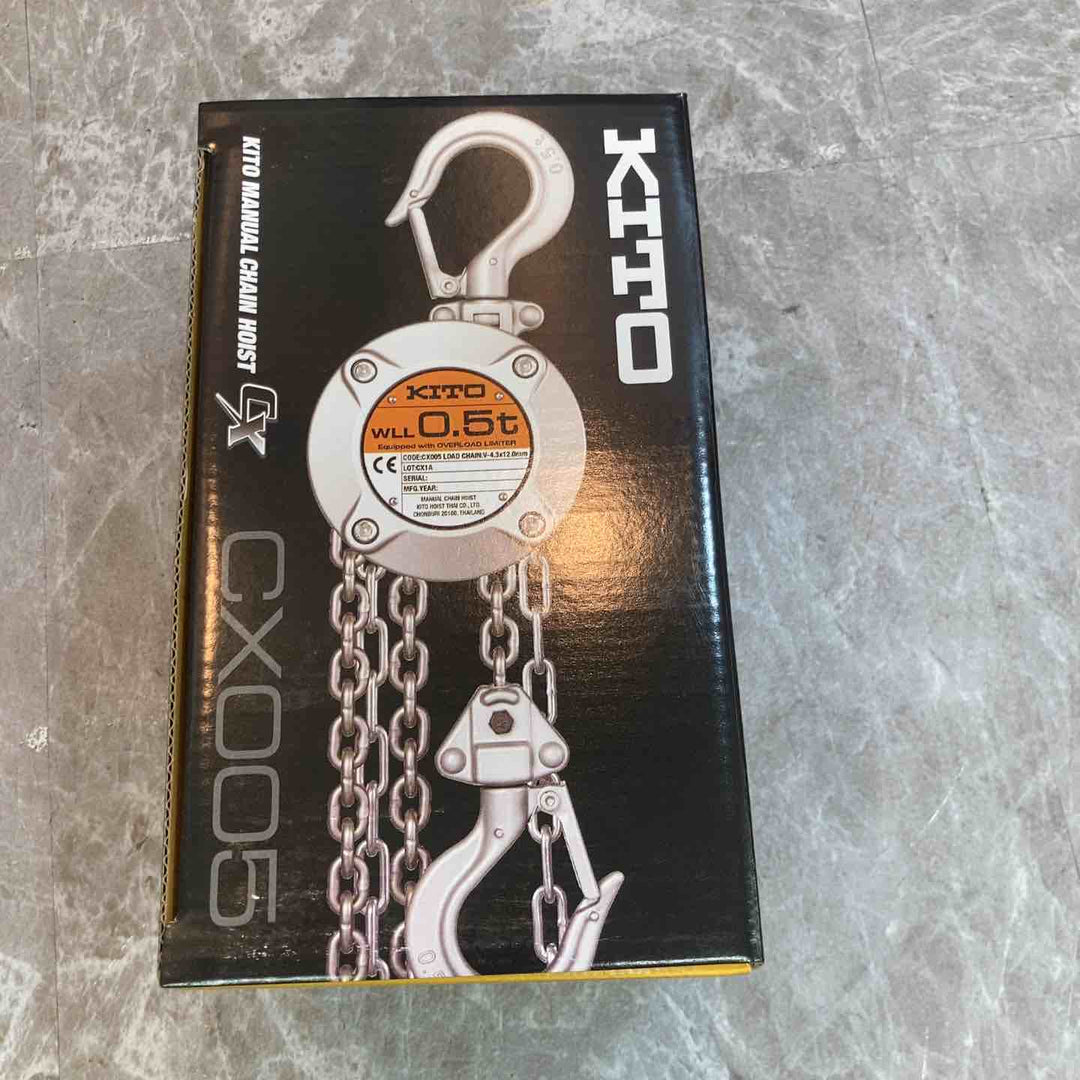 KITO
KITO MANUAL CHAIN HOIST CX
CX005
0.5t
KITO
WLL 0.5t
Equipped with OVERLOAD LIMITER
CODE:CX005 LOAD CHAIN:V-4.3x12.0mm
LOT:CX1A
SERIAL:
MFG.YEAR:
CE
MANUAL CHAIN HOIST
KITO HOIST THAI CO., LTD.
CHONBURI 20160, THAILAND